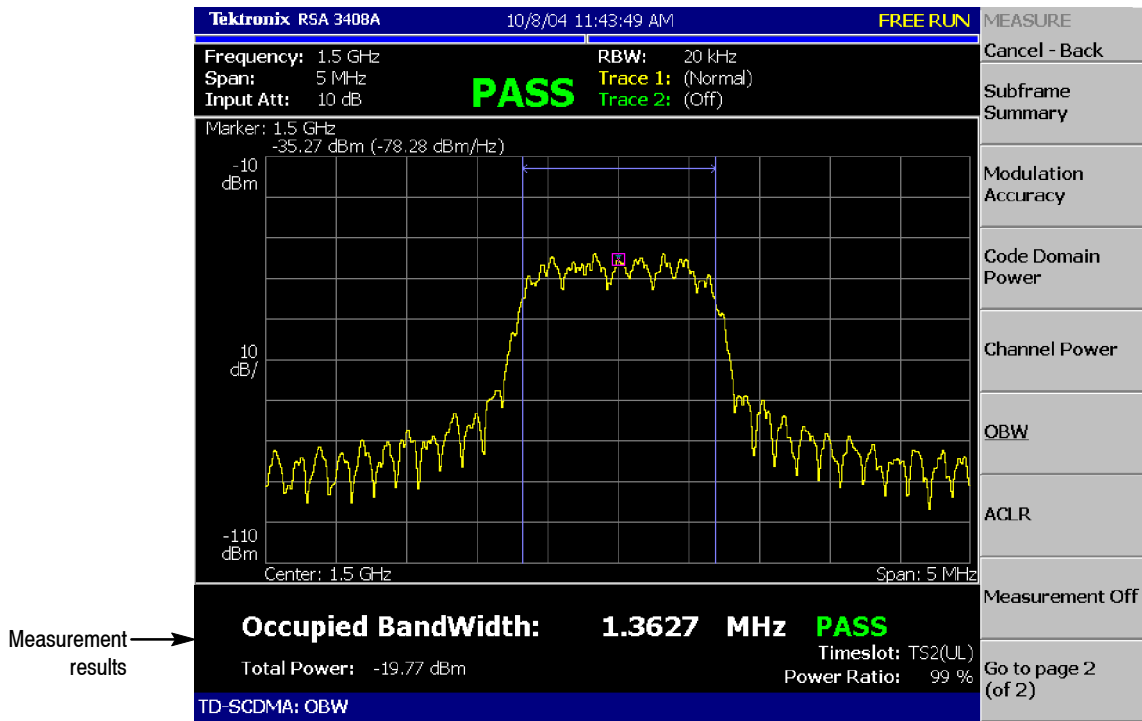 Tektronix RSA 3408A 10/8/04 11:43:49 AM FREE RUN
Frequency: 1.5 GHz
Span: 5 MHz
Input Att: 10 dB
PASS
RBW: 20 kHz
Trace 1: (Normal)
Trace 2: (Off)
Marker: 1.5 GHz
-35.27 dBm (-78.28 dBm/Hz)
-10
dBm
10
dB/
-110
dBm
Center: 1.5 GHz Span: 5 MHz
Measurement
results
Occupied BandWidth: 1.3627 MHz PASS
Timeslot: TS2(UL)
Total Power: -19.77 dBm
Power Ratio: 99 %
TD-SCDMA: OBW
MEASURE
Cancel - Back
Subframe
Summary
Modulation
Accuracy
Code Domain
Power
Channel Power
OBW
ACLR
Measurement Off
Go to page 2
(of 2)